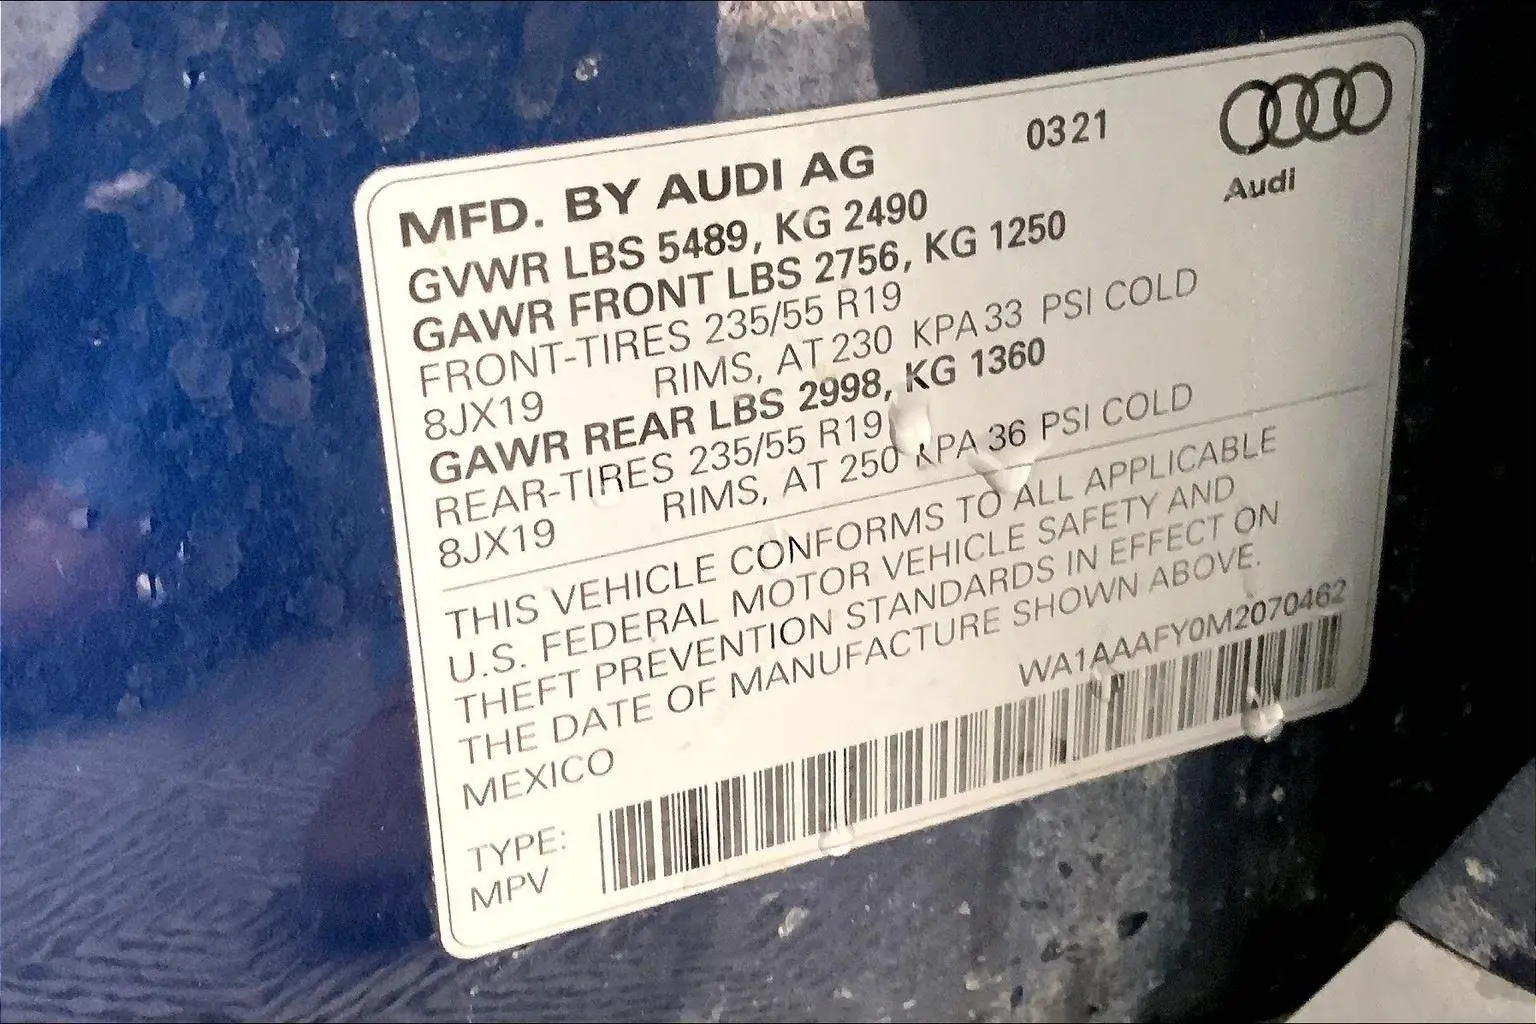 MFD. BY AUDI AG 0321
Audi
GVWR LBS 5489, KG 2490
GAWR FRONT LBS 2756, KG 1250
FRONT-TIRES 235/55 R19
8JX19 RIMS, AT 230 KPA 33 PSI COLD
GAWR REAR LBS 2998, KG 1360
REAR-TIRES 235/55 R19
8JX19 RIMS, AT 250 KPA 36 PSI COLD
THIS VEHICLE CONFORMS TO ALL APPLICABLE
U.S. FEDERAL MOTOR VEHICLE SAFETY AND
THEFT PREVENTION STANDARDS IN EFFECT ON
THE DATE OF MANUFACTURE SHOWN ABOVE.
MEXICO WA1AAAFY0M2070462
TYPE:
MPV